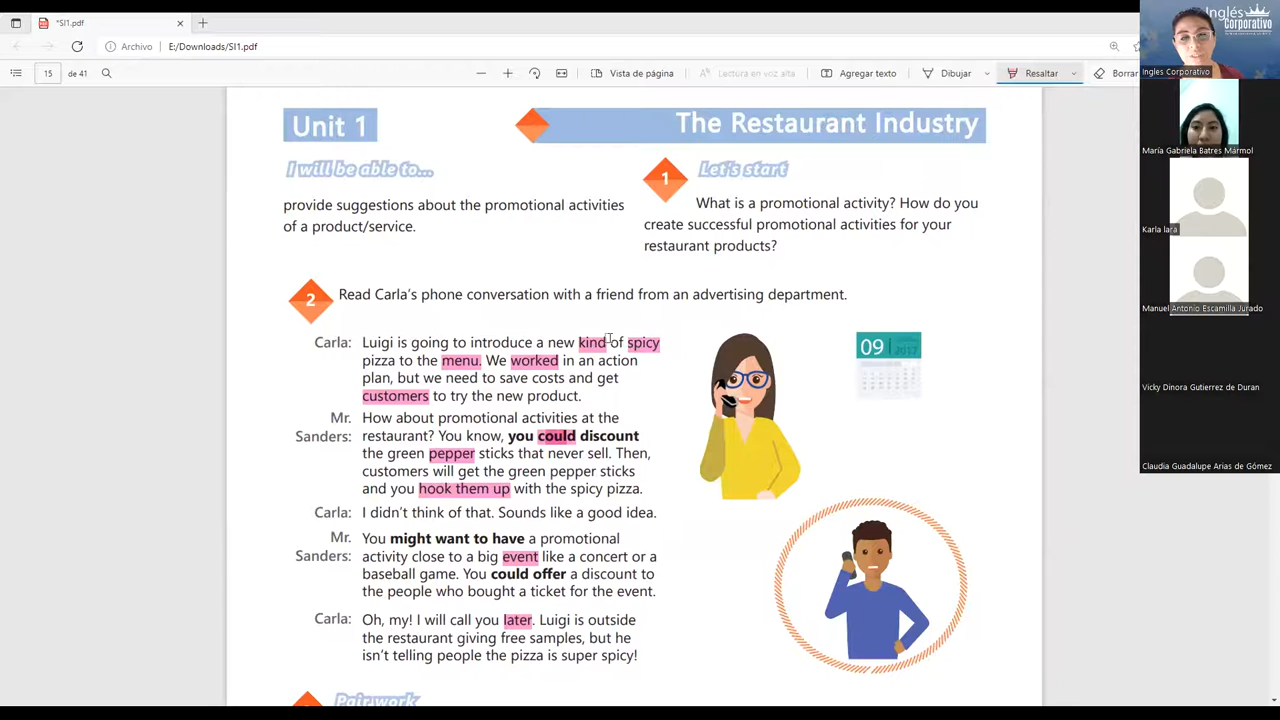 *SI1.pdf
Archivo
E:/Downloads/SI1.pdf
15
de 41
Vista de página
Lectura en voz alta
Agregar texto
Dibujar
Resaltar
Borrar
Unit 1
The Restaurant Industry
I will be able to...
provide suggestions about the promotional activities
of a product/service.
1
Let's start
What is a promotional activity? How do you
create successful promotional activities for your
restaurant products?
2
Read Carla's phone conversation with a friend from an advertising department.
Carla: Luigi is going to introduce a new kind of spicy
pizza to the menu. We worked in an action
plan, but we need to save costs and get
customers to try the new product.
Mr. How about promotional activities at the
Sanders: restaurant? You know, you could discount
the green pepper sticks that never sell. Then,
customers will get the green pepper sticks
and you hook them up with the spicy pizza.
Carla: I didn't think of that. Sounds like a good idea.
Mr. You might want to have a promotional
Sanders: activity close to a big event like a concert or a
baseball game. You could offer a discount to
the people who bought a ticket for the event.
Carla: Oh, my! I will call you later. Luigi is outside
the restaurant giving free samples, but he
isn't telling people the pizza is super spicy!
09
2017
Pair work
Inglés
Corporativo
Ingles Corporativo
María Gabriela Batres Mármol
Karla lara
Manuel Antonio Escamilla Jurado
Vicky Dinora Gutierrez de Duran
Claudia Guadalupe Arias de Gómez